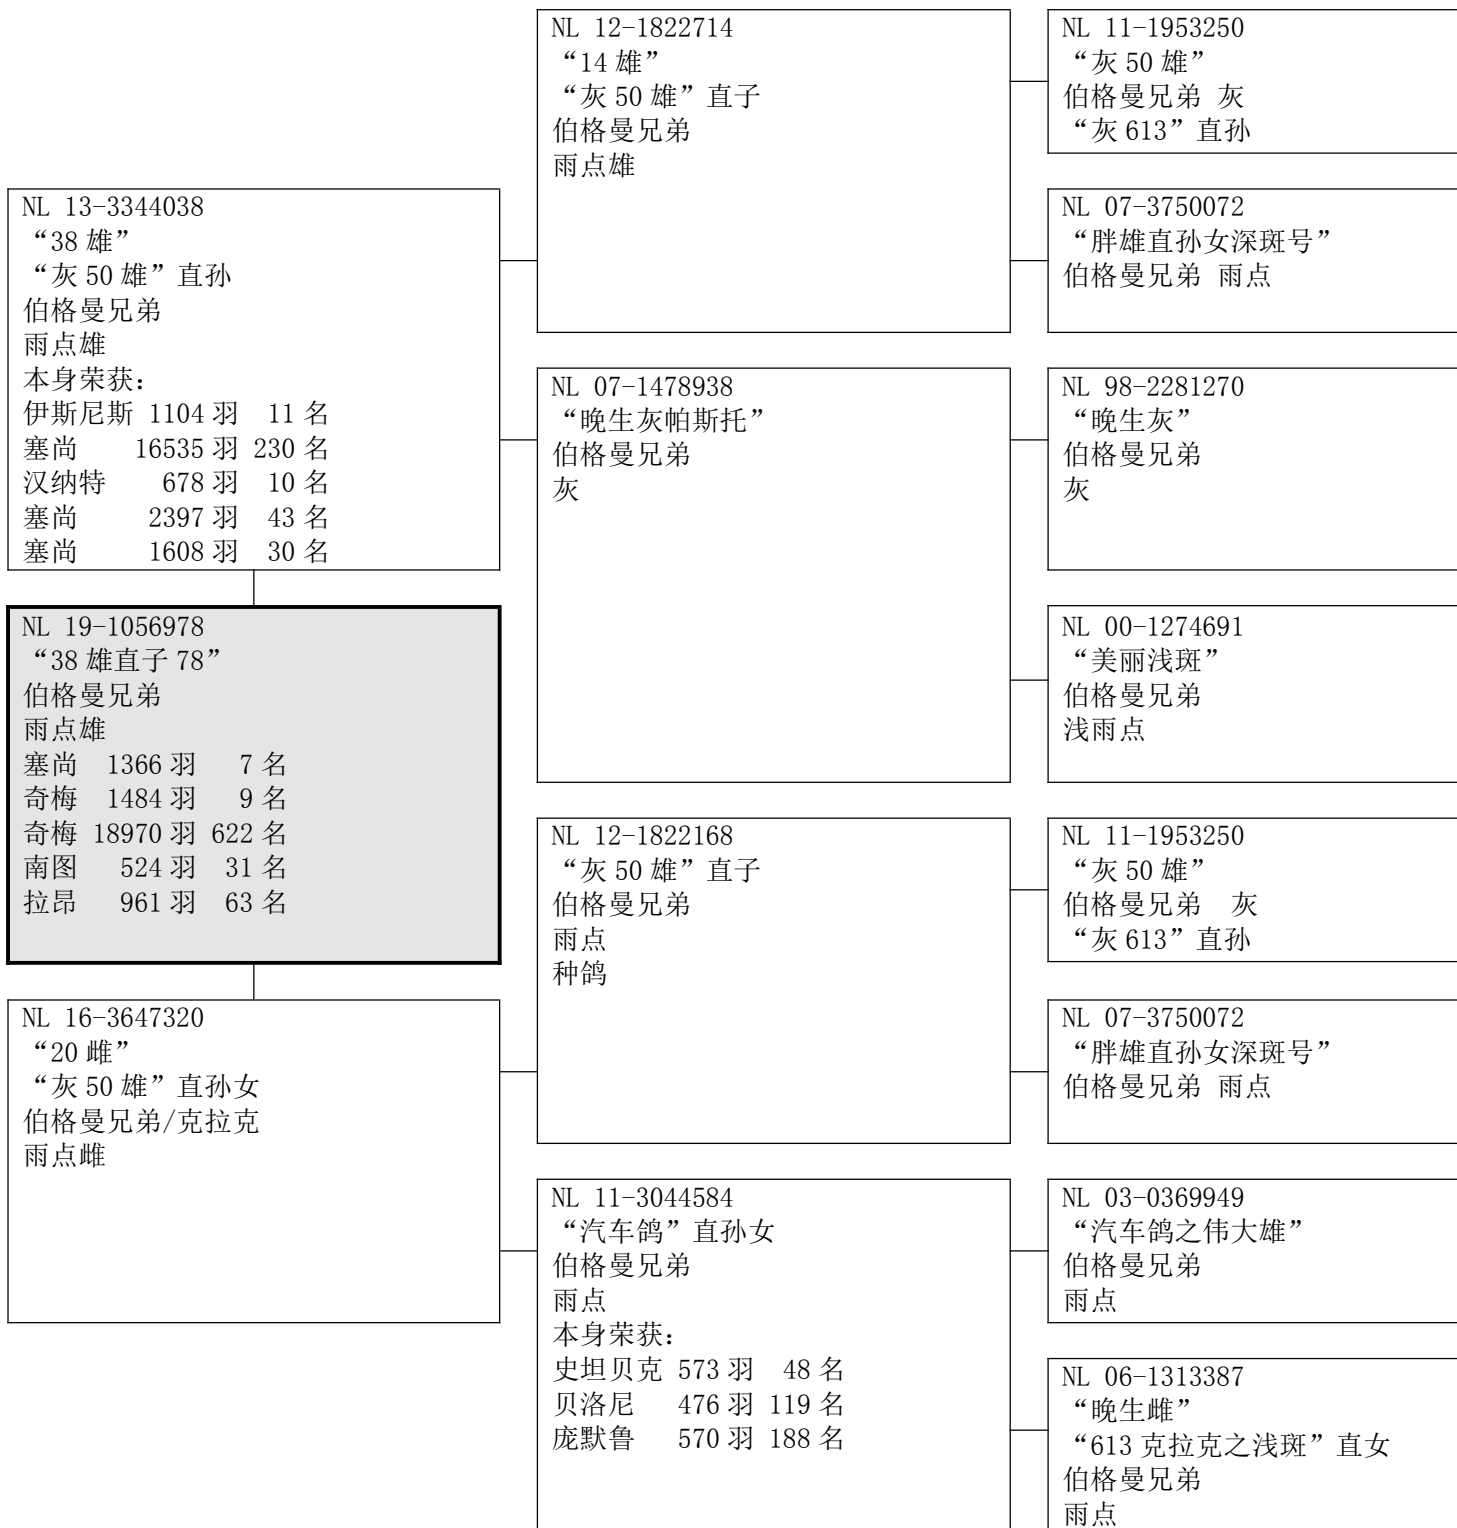 NL 13-3344038
“38 雄”
“灰 50 雄”直孙
伯格曼兄弟
雨点雄
本身荣获：
伊斯尼斯 1104 羽 11 名
塞尚 16535 羽 230 名
汉纳特 678 羽 10 名
塞尚 2397 羽 43 名
塞尚 1608 羽 30 名
NL 19-1056978
“38 雄直子 78”
伯格曼兄弟
雨点雄
塞尚 1366 羽 7 名
奇梅 1484 羽 9 名
奇梅 18970 羽 622 名
南图 524 羽 31 名
拉昂 961 羽 63 名
NL 16-3647320
“20 雌”
“灰 50 雄”直孙女
伯格曼兄弟/克拉克
雨点雌
NL 12-1822714
“14 雄”
“灰 50 雄”直子
伯格曼兄弟
雨点雄
NL 07-1478938
“晚生灰帕斯托”
伯格曼兄弟
灰
NL 12-1822168
“灰 50 雄”直子
伯格曼兄弟
雨点
种鸽
NL 11-3044584
“汽车鸽”直孙女
伯格曼兄弟
雨点
本身荣获：
史坦贝克 573 羽 48 名
贝洛尼 476 羽 119 名
庞默鲁 570 羽 188 名
NL 11-1953250
“灰 50 雄”
伯格曼兄弟 灰
“灰 613”直孙
NL 07-3750072
“胖雄直孙女深斑号”
伯格曼兄弟 雨点
NL 98-2281270
“晚生灰”
伯格曼兄弟
灰
NL 00-1274691
“美丽浅斑”
伯格曼兄弟
浅雨点
NL 11-1953250
“灰 50 雄”
伯格曼兄弟 灰
“灰 613”直孙
NL 07-3750072
“胖雄直孙女深斑号”
伯格曼兄弟 雨点
NL 03-0369949
“汽车鸽之伟大雄”
伯格曼兄弟
雨点
NL 06-1313387
“晚生雌”
“613 克拉克之浅斑”直女
伯格曼兄弟
雨点